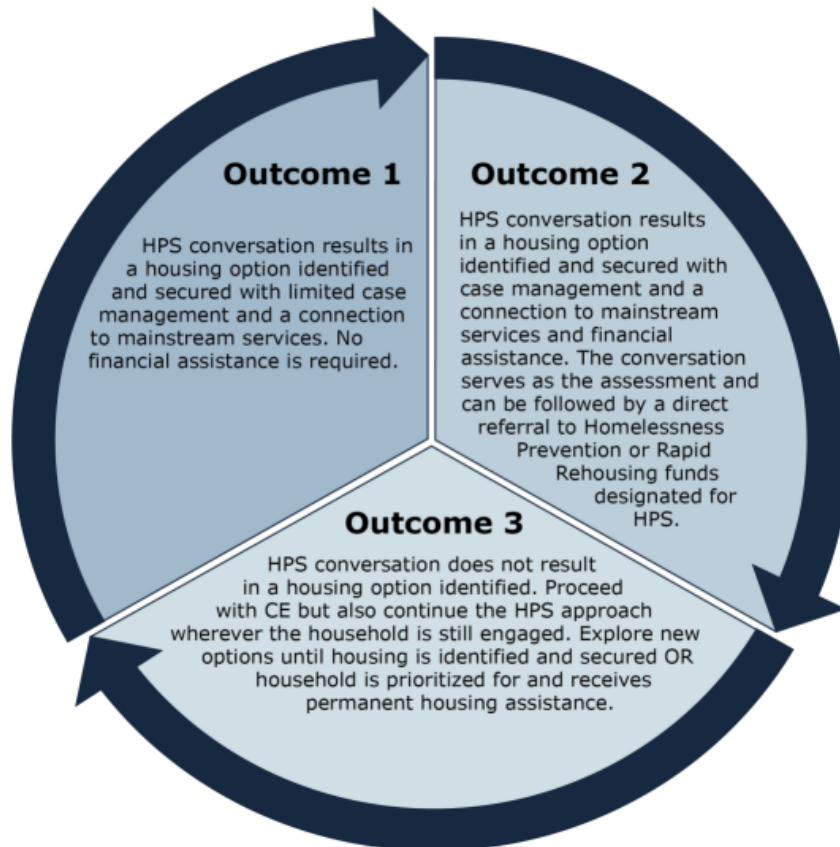 Outcome 1
HPS conversation results in
a housing option identified
and secured with limited case
management and a connection
to mainstream services. No
financial assistance is required.
Outcome 2
HPS conversation results
in a housing option
identified and secured with
case management and a
connection to mainstream
services and financial
assistance. The conversation
serves as the assessment and
can be followed by a direct
referral to Homelessness
Prevention or Rapid
Rehousing funds
designated for
HPS.
Outcome 3
HPS conversation does not result
in a housing option identified. Proceed
with CE but also continue the HPS approach
wherever the household is still engaged. Explore new
options until housing is identified and secured OR
household is prioritized for and receives
permanent housing assistance.